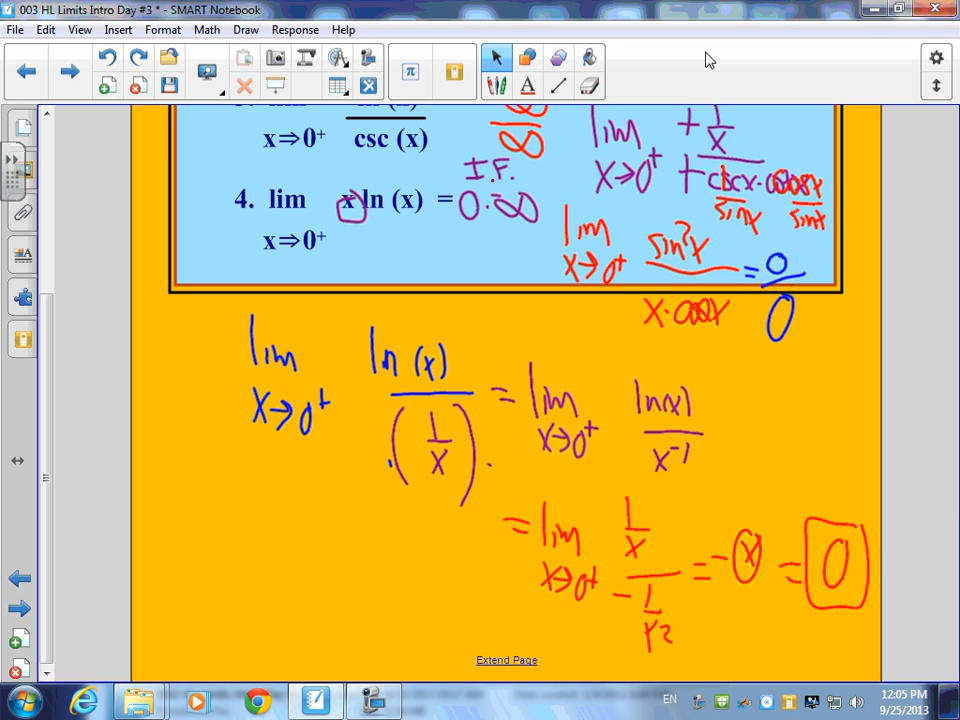 003 HL Limits Intro Day #3 * - SMART Notebook
File Edit View Insert Format Math Draw Response Help
x⇒0⁺ csc (x)
∞/∞
lim x→0⁺ + 1/x
I.F.
4. lim x ln (x) = 0·-∞
x⇒0⁺
lim x→0⁺ sin²x / x·cosx = 0/0
lim x→0⁺ ln(x) / (1/x) = lim x→0⁺ ln(x) / x⁻¹
= lim x→0⁺ 1/x / - 1/x² = -x = 0
Extend Page
EN 12:05 PM
9/25/2013